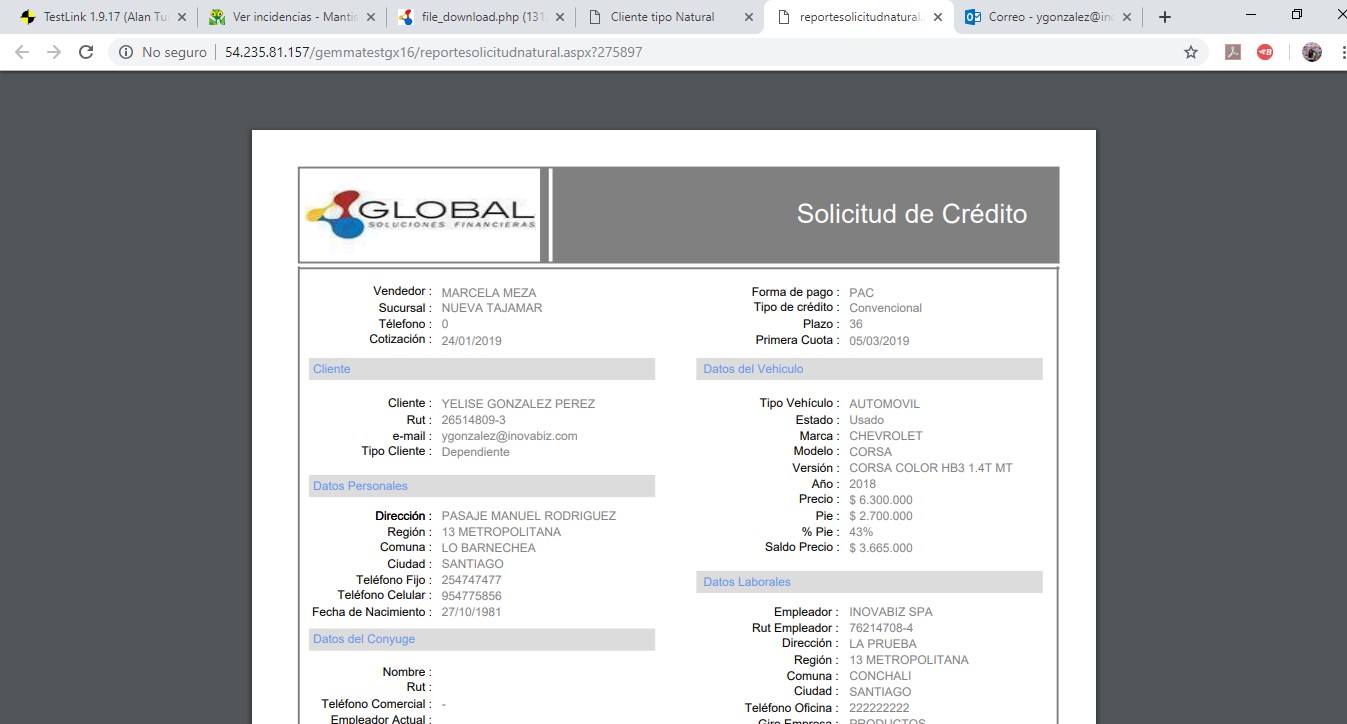 TestLink 1.9.17 (Alan Tu
Ver incidencias - Mantis
file_download.php (131
Cliente tipo Natural
reportesolicitudnatural.
Correo - ygonzalez@in
No seguro
54.235.81.157/gemmatestgx16/reportesolicitudnatural.aspx?275897
GLOBAL
SOLUCIONES FINANCIERAS
Solicitud de Crédito
Vendedor : MARCELA MEZA
Sucursal : NUEVA TAJAMAR
Télefono : 0
Cotización : 24/01/2019
Forma de pago : PAC
Tipo de crédito : Convencional
Plazo : 36
Primera Cuota : 05/03/2019
Cliente
Cliente : YELISE GONZALEZ PEREZ
Rut : 26514809-3
e-mail : ygonzalez@inovabiz.com
Tipo Cliente : Dependiente
Datos Personales
Dirección : PASAJE MANUEL RODRIGUEZ
Región : 13 METROPOLITANA
Comuna : LO BARNECHEA
Ciudad : SANTIAGO
Teléfono Fijo : 254747477
Teléfono Celular : 954775856
Fecha de Nacimiento : 27/10/1981
Datos del Conyuge
Nombre :
Rut :
Teléfono Comercial : -
Empleador Actual :
Datos del Vehiculo
Tipo Vehículo : AUTOMOVIL
Estado : Usado
Marca : CHEVROLET
Modelo : CORSA
Versión : CORSA COLOR HB3 1.4T MT
Año : 2018
Precio : $ 6.300.000
Pie : $ 2.700.000
% Pie : 43%
Saldo Precio : $ 3.665.000
Datos Laborales
Empleador : INOVABIZ SPA
Rut Empleador : 76214708-4
Dirección : LA PRUEBA
Región : 13 METROPOLITANA
Comuna : CONCHALI
Ciudad : SANTIAGO
Teléfono Oficina : 222222222
Giro Empresa : PRODUCTOS